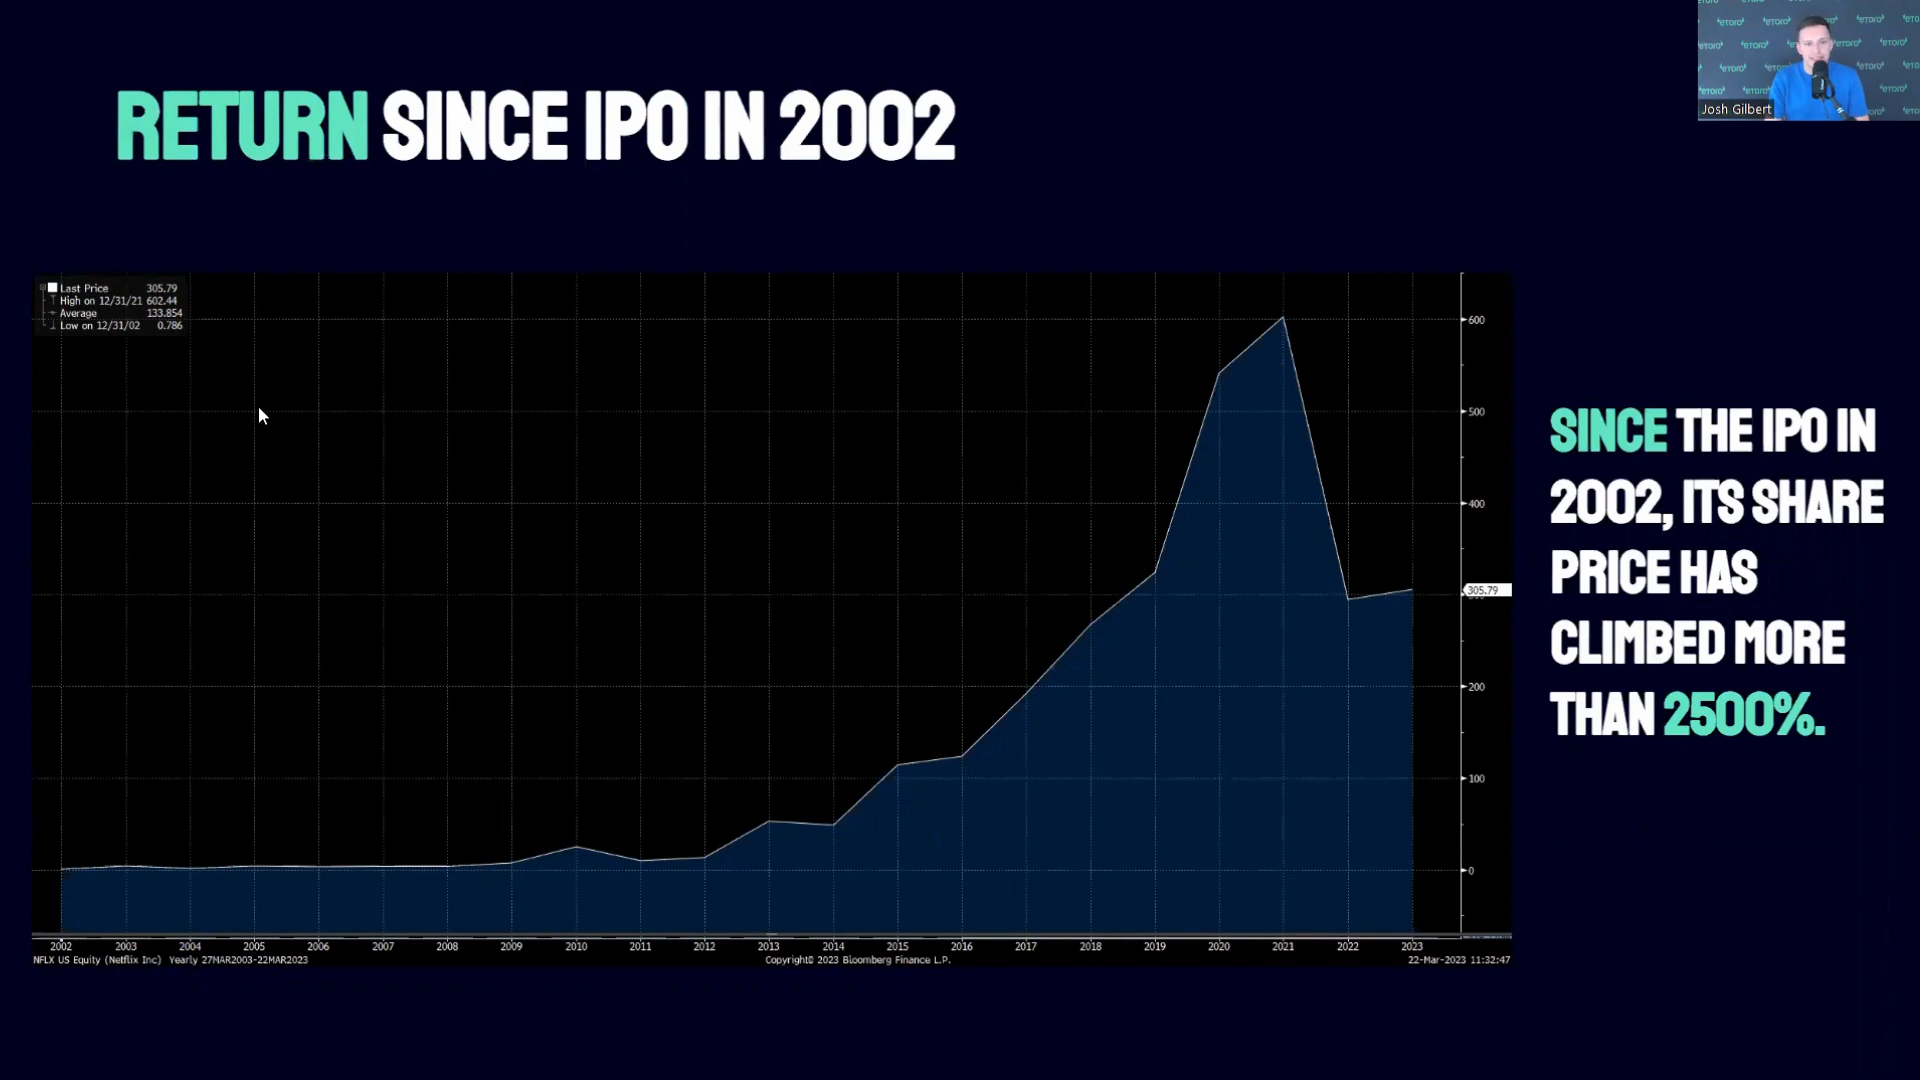 RETURN SINCE IPO IN 2002
eTORO
Josh Gilbert
Last Price 305.79
High on 12/31/21 602.44
Average 133.854
Low on 12/31/02 0.786
600
500
400
305.79
200
100
0
SINCE THE IPO IN
2002, ITS SHARE
PRICE HAS
CLIMBED MORE
THAN 2500%.
2002 2003 2004 2005 2006 2007 2008 2009 2010 2011 2012 2013 2014 2015 2016 2017 2018 2019 2020 2021 2022 2023
NFLX US Equity (Netflix Inc) Yearly 27MAR2003-22MAR2023 Copyright© 2023 Bloomberg Finance L.P. 22-Mar-2023 11:32:47